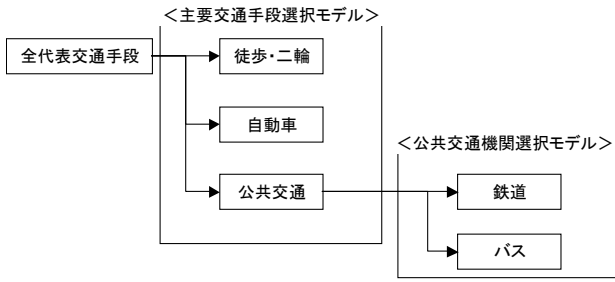 ＜主要交通手段選択モデル＞
全代表交通手段
徒歩・二輪
自動車
＜公共交通機関選択モデル＞
公共交通
鉄道
バス